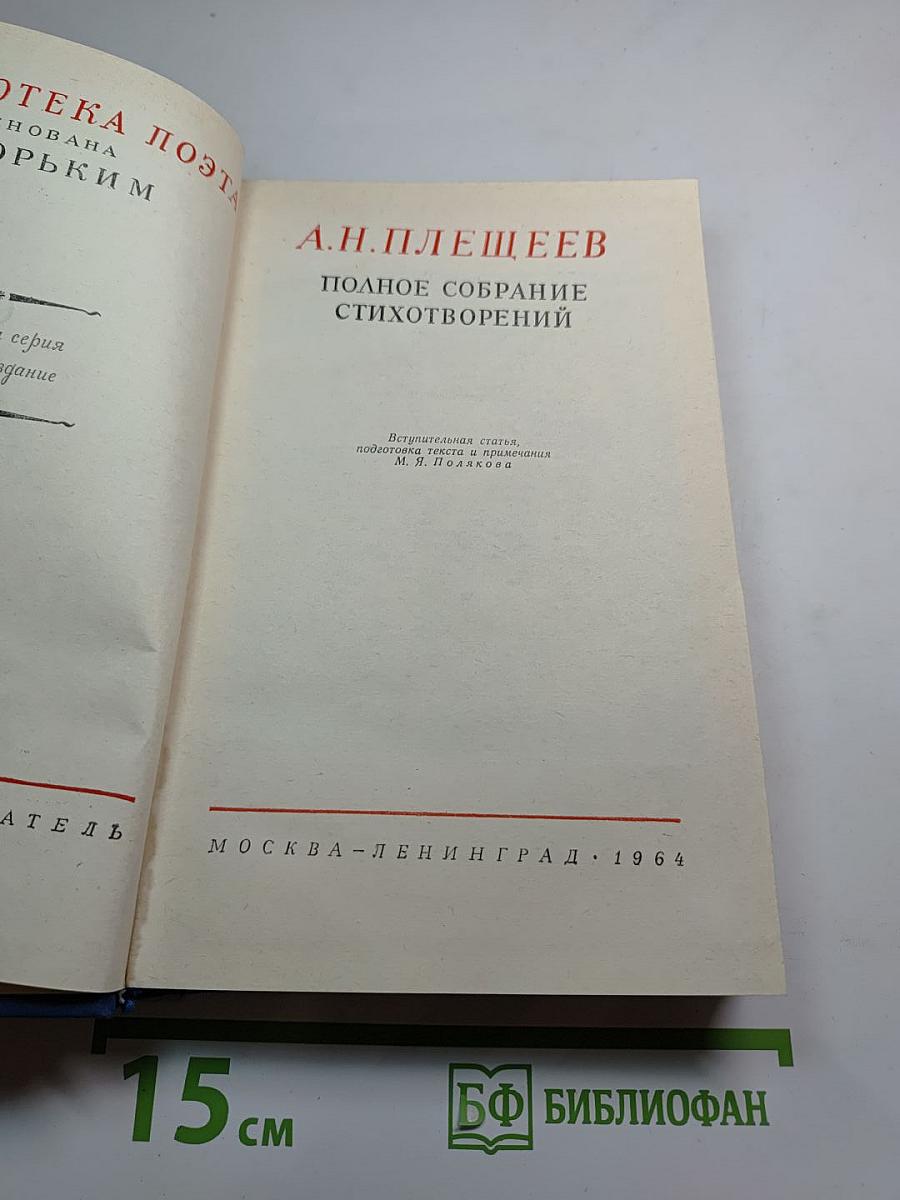 ОТЕКА ПОЭТА
НОВАНА
ОРЬКИМ
серия
здание
АТЕЛЬ
А.Н.ПЛЕЩЕЕВ
ПОЛНОЕ СОБРАНИЕ
СТИХОТВОРЕНИЙ
Вступительная статья,
подготовка текста и примечания
М. Я. Полякова
МОСКВА—ЛЕНИНГРАД · 1964
15 см
БФ БИБЛИОФАН